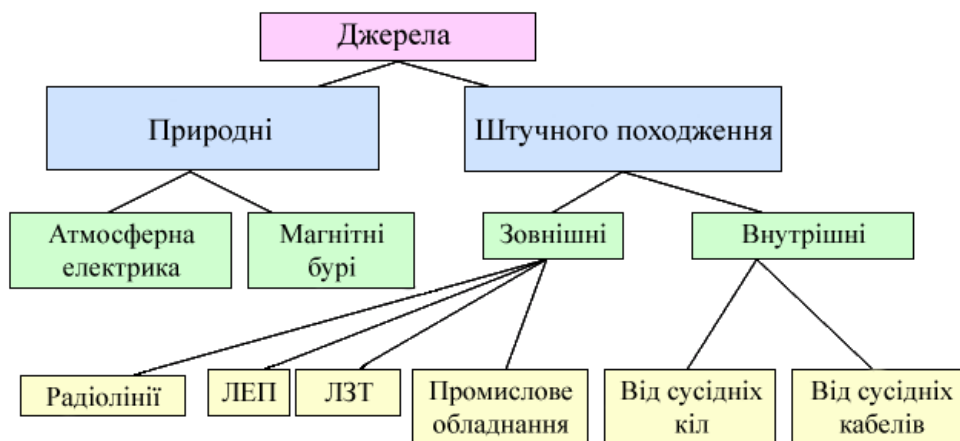 Джерела
Природні
Штучного походження
Атмосферна
електрика
Магнітні
бурі
Зовнішні
Внутрішні
Радіолінії
ЛЕП
ЛЗТ
Промислове
обладнання
Від сусідніх
кіл
Від сусідніх
кабелів